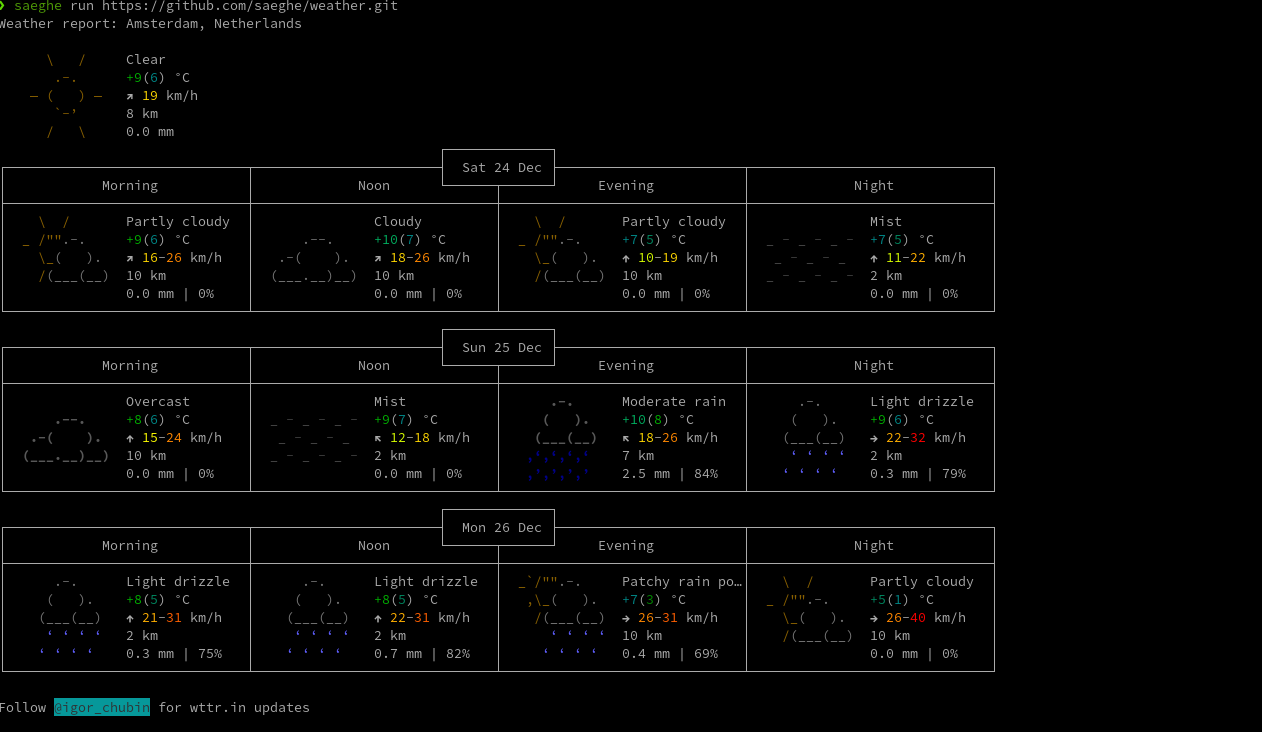 ❯ saeghe run https://github.com/saeghe/weather.git
Weather report: Amsterdam, Netherlands
Clear
+9(6) °C
↗ 19 km/h
8 km
0.0 mm
Sat 24 Dec
Morning Noon Evening Night
Partly cloudy Cloudy Partly cloudy Mist
+9(6) °C +10(7) °C +7(5) °C +7(5) °C
↗ 16-26 km/h ↗ 18-26 km/h ↑ 10-19 km/h ↑ 11-22 km/h
10 km 10 km 10 km 2 km
0.0 mm | 0% 0.0 mm | 0% 0.0 mm | 0% 0.0 mm | 0%
Sun 25 Dec
Morning Noon Evening Night
Overcast Mist Moderate rain Light drizzle
+8(6) °C +9(7) °C +10(8) °C +9(6) °C
↑ 15-24 km/h ↖ 12-18 km/h ↖ 18-26 km/h → 22-32 km/h
10 km 2 km 7 km 2 km
0.0 mm | 0% 0.0 mm | 0% 2.5 mm | 84% 0.3 mm | 79%
Mon 26 Dec
Morning Noon Evening Night
Light drizzle Light drizzle Patchy rain po… Partly cloudy
+8(5) °C +8(5) °C +7(3) °C +5(1) °C
↑ 21-31 km/h ↑ 22-31 km/h → 26-31 km/h → 26-40 km/h
2 km 2 km 10 km 10 km
0.3 mm | 75% 0.7 mm | 82% 0.4 mm | 69% 0.0 mm | 0%
Follow @igor_chubin for wttr.in updates